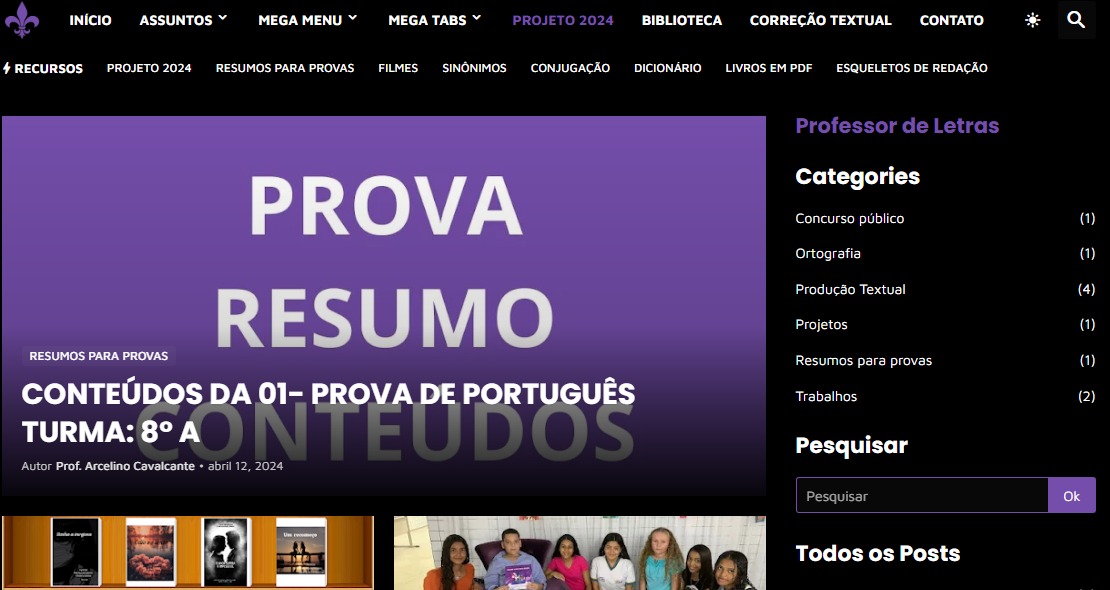 INÍCIO ASSUNTOS MEGA MENU MEGA TABS PROJETO 2024 BIBLIOTECA CORREÇÃO TEXTUAL CONTATO
RECURSOS PROJETO 2024 RESUMOS PARA PROVAS FILMES SINÔNIMOS CONJUGAÇÃO DICIONÁRIO LIVROS EM PDF ESQUELETOS DE REDAÇÃO
PROVA
RESUMO
CONTEÚDOS
RESUMOS PARA PROVAS
CONTEÚDOS DA 01- PROVA DE PORTUGUÊS
TURMA: 8º A
Autor Prof. Arcelino Cavalcante • abril 12, 2024
Um recomeço
Professor de Letras
Categories
Concurso público (1)
Ortografia (1)
Produção Textual (4)
Projetos (1)
Resumos para provas (1)
Trabalhos (2)
Pesquisar
Pesquisar Ok
Todos os Posts